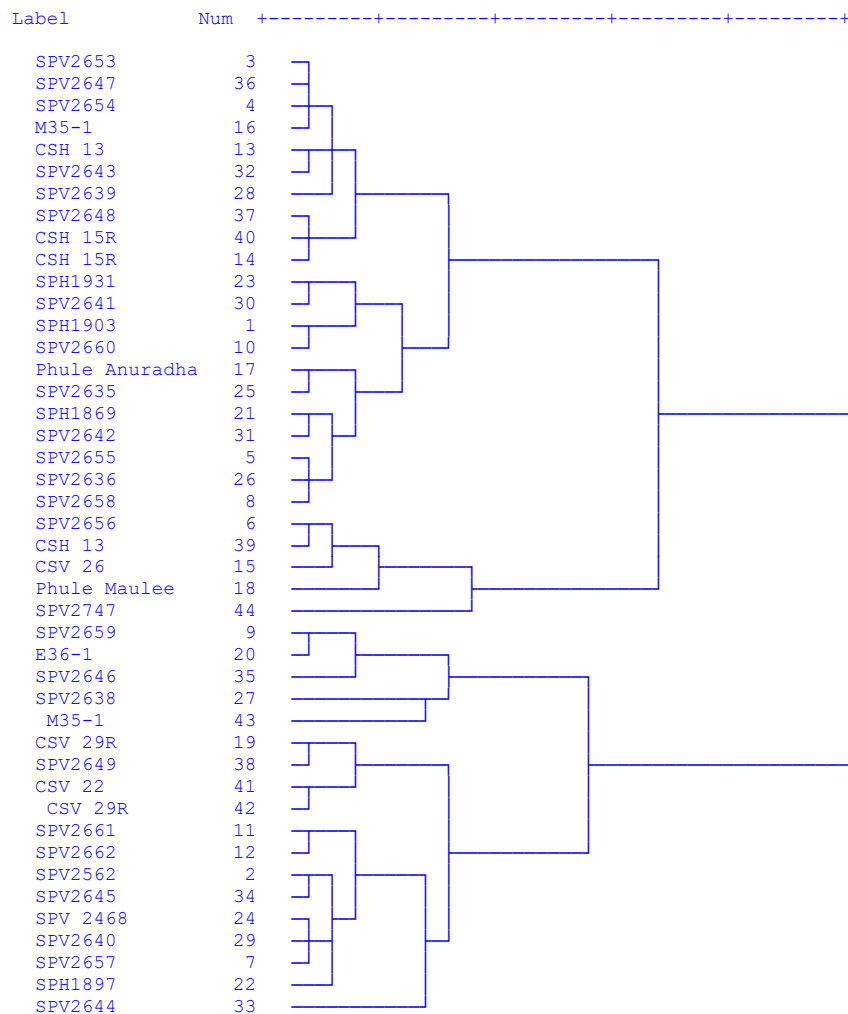 Label Num +---------+---------+---------+---------+---------+
SPV2653 3
SPV2647 36
SPV2654 4
M35-1 16
CSH 13 13
SPV2643 32
SPV2639 28
SPV2648 37
CSH 15R 40
CSH 15R 14
SPH1931 23
SPV2641 30
SPH1903 1
SPV2660 10
Phule Anuradha 17
SPV2635 25
SPH1869 21
SPV2642 31
SPV2655 5
SPV2636 26
SPV2658 8
SPV2656 6
CSH 13 39
CSV 26 15
Phule Maulee 18
SPV2747 44
SPV2659 9
E36-1 20
SPV2646 35
SPV2638 27
M35-1 43
CSV 29R 19
SPV2649 38
CSV 22 41
CSV 29R 42
SPV2661 11
SPV2662 12
SPV2562 2
SPV2645 34
SPV 2468 24
SPV2640 29
SPV2657 7
SPH1897 22
SPV2644 33